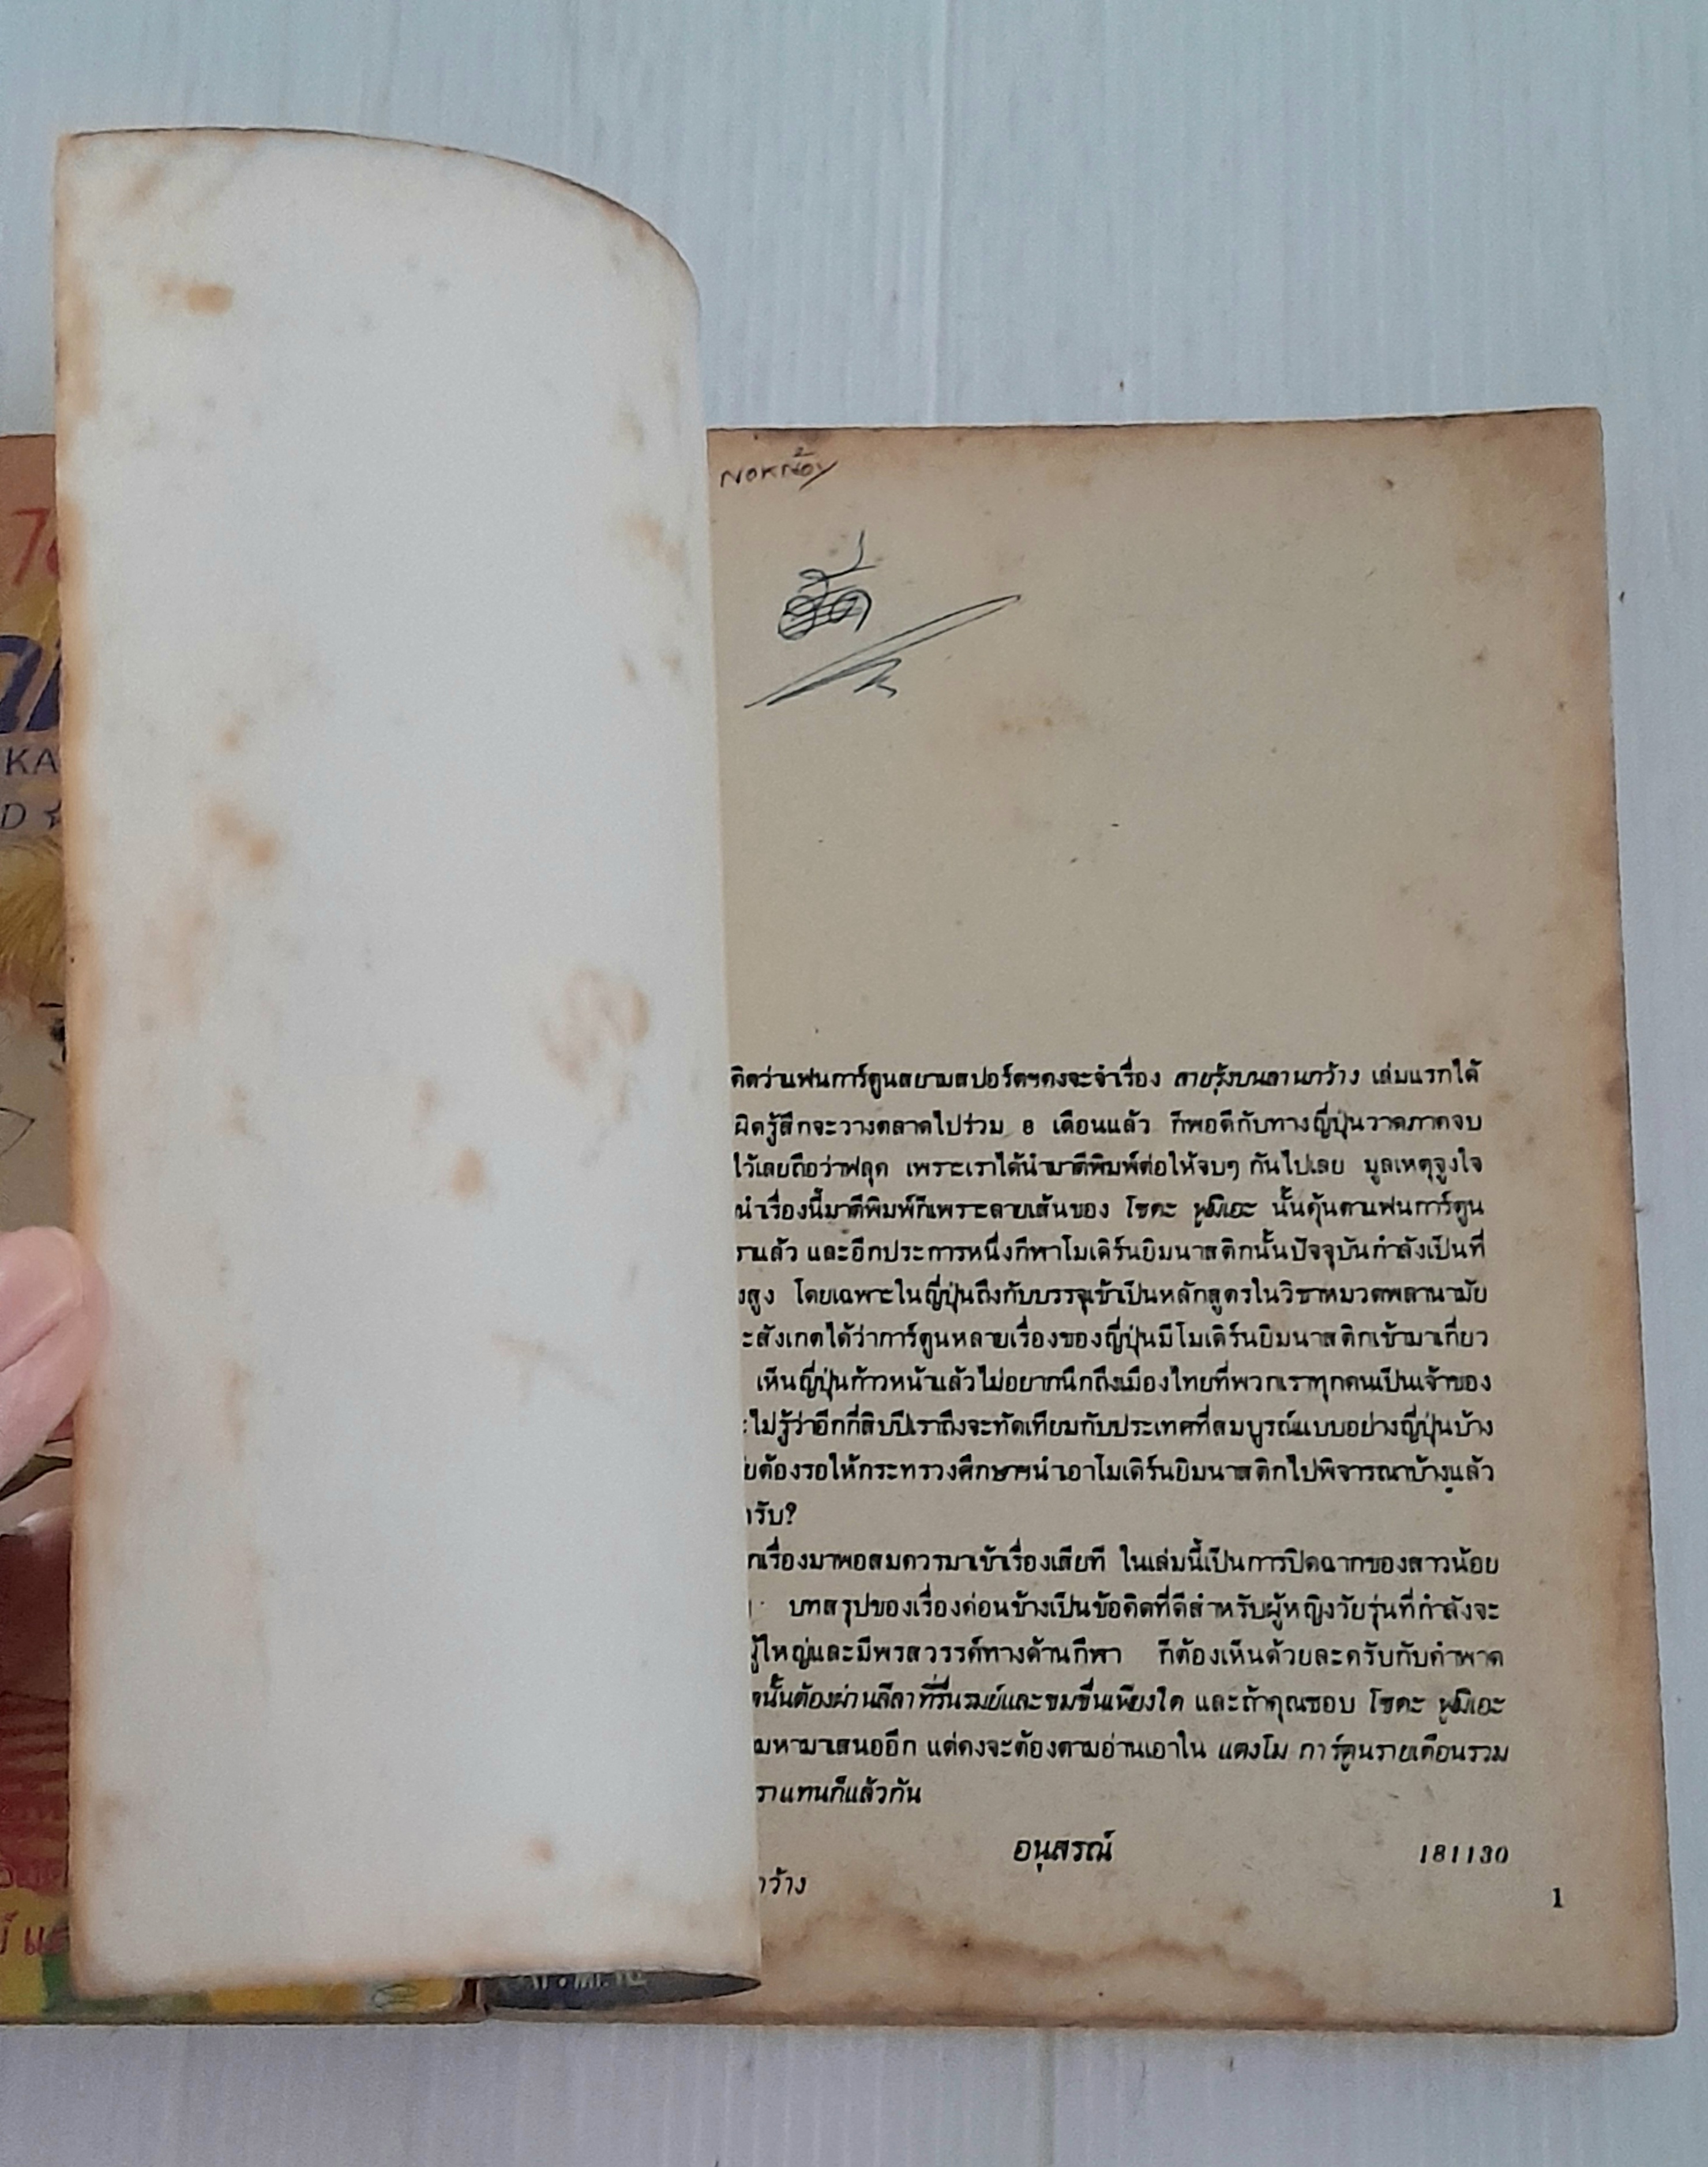 KA
D
คิดว่าแฟนการ์ตูนสยามสปอร์ตฯคงจะจำเรื่อง สายรุ้งบนลานกว้าง เล่มแรกได้
ผิดรู้สึกจะวางตลาดไปร่วม 8 เดือนแล้ว ก็พอดีกับทางญี่ปุ่นวาดภาคจบ
ไว้เลยถือว่าฟลุค เพราะเราได้นำมาตีพิมพ์ต่อให้จบๆ กันไปเลย มูลเหตุจูงใจ
นำเรื่องนี้มาตีพิมพ์ก็เพราะลายเส้นของ โชคะ ฟูมิเอะ นั้นคุ้นตาแฟนการ์ตูน
ราแล้ว และอีกประการหนึ่งกีฬาโมเดิร์นยิมนาสติกนั้นปัจจุบันกำลังเป็นที่
งสูง โดยเฉพาะในญี่ปุ่นถึงกับบรรจุเข้าเป็นหลักสูตรในวิชาหมวดพลานามัย
ะสังเกตได้ว่าการ์ตูนหลายเรื่องของญี่ปุ่นมีโมเดิร์นยิมนาสติกเข้ามาเกี่ยว
เห็นญี่ปุ่นก้าวหน้าแล้วไม่อยากนึกถึงเมืองไทยที่พวกเราทุกคนเป็นเจ้าของ
ะไม่รู้ว่าอีกกี่สิบปีเราถึงจะทัดเทียมกับประเทศที่สมบูรณ์แบบอย่างญี่ปุ่นบ้าง
ยต้องรอให้กระทรวงศึกษาฯนำเอาโมเดิร์นยิมนาสติกไปพิจารณาบ้างแล้ว
ครับ?
กเรื่องมาพอสมควรมาเข้าเรื่องเสียที ในเล่มนี้เป็นการปิดฉากของสาวน้อย
บทสรุปของเรื่องค่อนข้างเป็นข้อคิดที่ดีสำหรับผู้หญิงวัยรุ่นที่กำลังจะ
ผู้ใหญ่และมีพรสวรรค์ทางด้านกีฬา ก็ต้องเห็นด้วยละครับกับคำพาด
นั้นต้องผ่านลีลาที่รื่นรมย์และขมขื่นเพียงใด และถ้าคุณชอบ โชคะ ฟูมิเอะ
มหามาเสนออีก แต่คงจะต้องตามอ่านเอาใน แตงโม การ์ตูนรายเดือนรวม
ราแทนก็แล้วกัน
อนุสรณ์ 181130
กว้าง
1